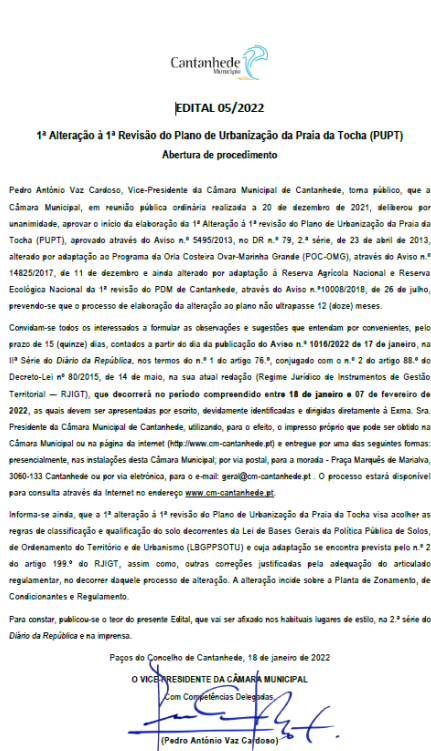 Cantanhede
Município
EDITAL 05/2022
1ª Alteração à 1ª Revisão do Plano de Urbanização da Praia da Tocha (PUPT)
Abertura de procedimento
Pedro António Vaz Cardoso, Vice-Presidente da Câmara Municipal de Cantanhede, torna público, que a
Câmara Municipal, em reunião pública ordinária realizada a 20 de dezembro de 2021, deliberou por
unanimidade, aprovar o início da elaboração da 1ª Alteração à 1ª revisão do Plano de Urbanização da Praia da
Tocha (PUPT), aprovado através do Aviso n.º 5495/2013, no DR n.º 79, 2.ª série, de 23 de abril de 2013,
alterado por adaptação ao Programa da Orla Costeira Ovar-Marinha Grande (POC-OMG), através do Aviso n.º
14825/2017, de 11 de dezembro e ainda alterado por adaptação à Reserva Agrícola Nacional e Reserva
Ecológica Nacional da 1ª revisão do PDM de Cantanhede, através do Aviso n.º10008/2018, de 26 de julho,
prevendo-se que o processo de elaboração da alteração ao plano não ultrapasse 12 (doze) meses.
Convidam-se todos os interessados a formular as observações e sugestões que entendam por convenientes, pelo
prazo de 15 (quinze) dias, contados a partir do dia da publicação do Aviso n.º 1016/2022 de 17 de janeiro, na
IIª Série do Diário da República, nos termos do n.º 1 do artigo 76.º, conjugado com o n.º 2 do artigo 88.º do
Decreto-Lei nº 80/2015, de 14 de maio, na sua atual redação (Regime Jurídico de Instrumentos de Gestão
Territorial — RJIGT), que decorrerá no período compreendido entre 18 de janeiro e 07 de fevereiro de
2022, as quais devem ser apresentadas por escrito, devidamente identificadas e dirigidas diretamente à Exma. Sra.
Presidente da Câmara Municipal de Cantanhede, utilizando, para o efeito, o impresso próprio que pode ser obtido na
Câmara Municipal ou na página da internet (http://www.cm-cantanhede.pt) e entregue por uma das seguintes formas:
presencialmente, nas instalações desta Câmara Municipal; por via postal, para a morada - Praça Marquês de Marialva,
3060-133 Cantanhede ou por via eletrónica, para o e-mail: geral@cm-cantanhede.pt . O processo estará disponível
para consulta através da Internet no endereço www.cm-cantanhede.pt.
Informa-se ainda, que a 1ª alteração à 1ª revisão do Plano de Urbanização da Praia da Tocha visa acolher as
regras de classificação e qualificação do solo decorrentes da Lei de Bases Gerais da Política Pública de Solos,
de Ordenamento do Território e de Urbanismo (LBGPPSOTU) e cuja adaptação se encontra prevista pelo n.º 2
do artigo 199.º do RJIGT, assim como, outras correções justificadas pela adequação do articulado
regulamentar, no decorrer daquele processo de alteração. A alteração incide sobre a Planta de Zonamento, de
Condicionantes e Regulamento.
Para constar, publicou-se o teor do presente Edital, que vai ser afixado nos habituais lugares de estilo, na 2.ª série do
Diário da República e na imprensa.
Paços do Concelho de Cantanhede, 18 de janeiro de 2022
O VICE-PRESIDENTE DA CÂMARA MUNICIPAL
Com Competências Delegadas,
(Pedro António Vaz Cardoso)